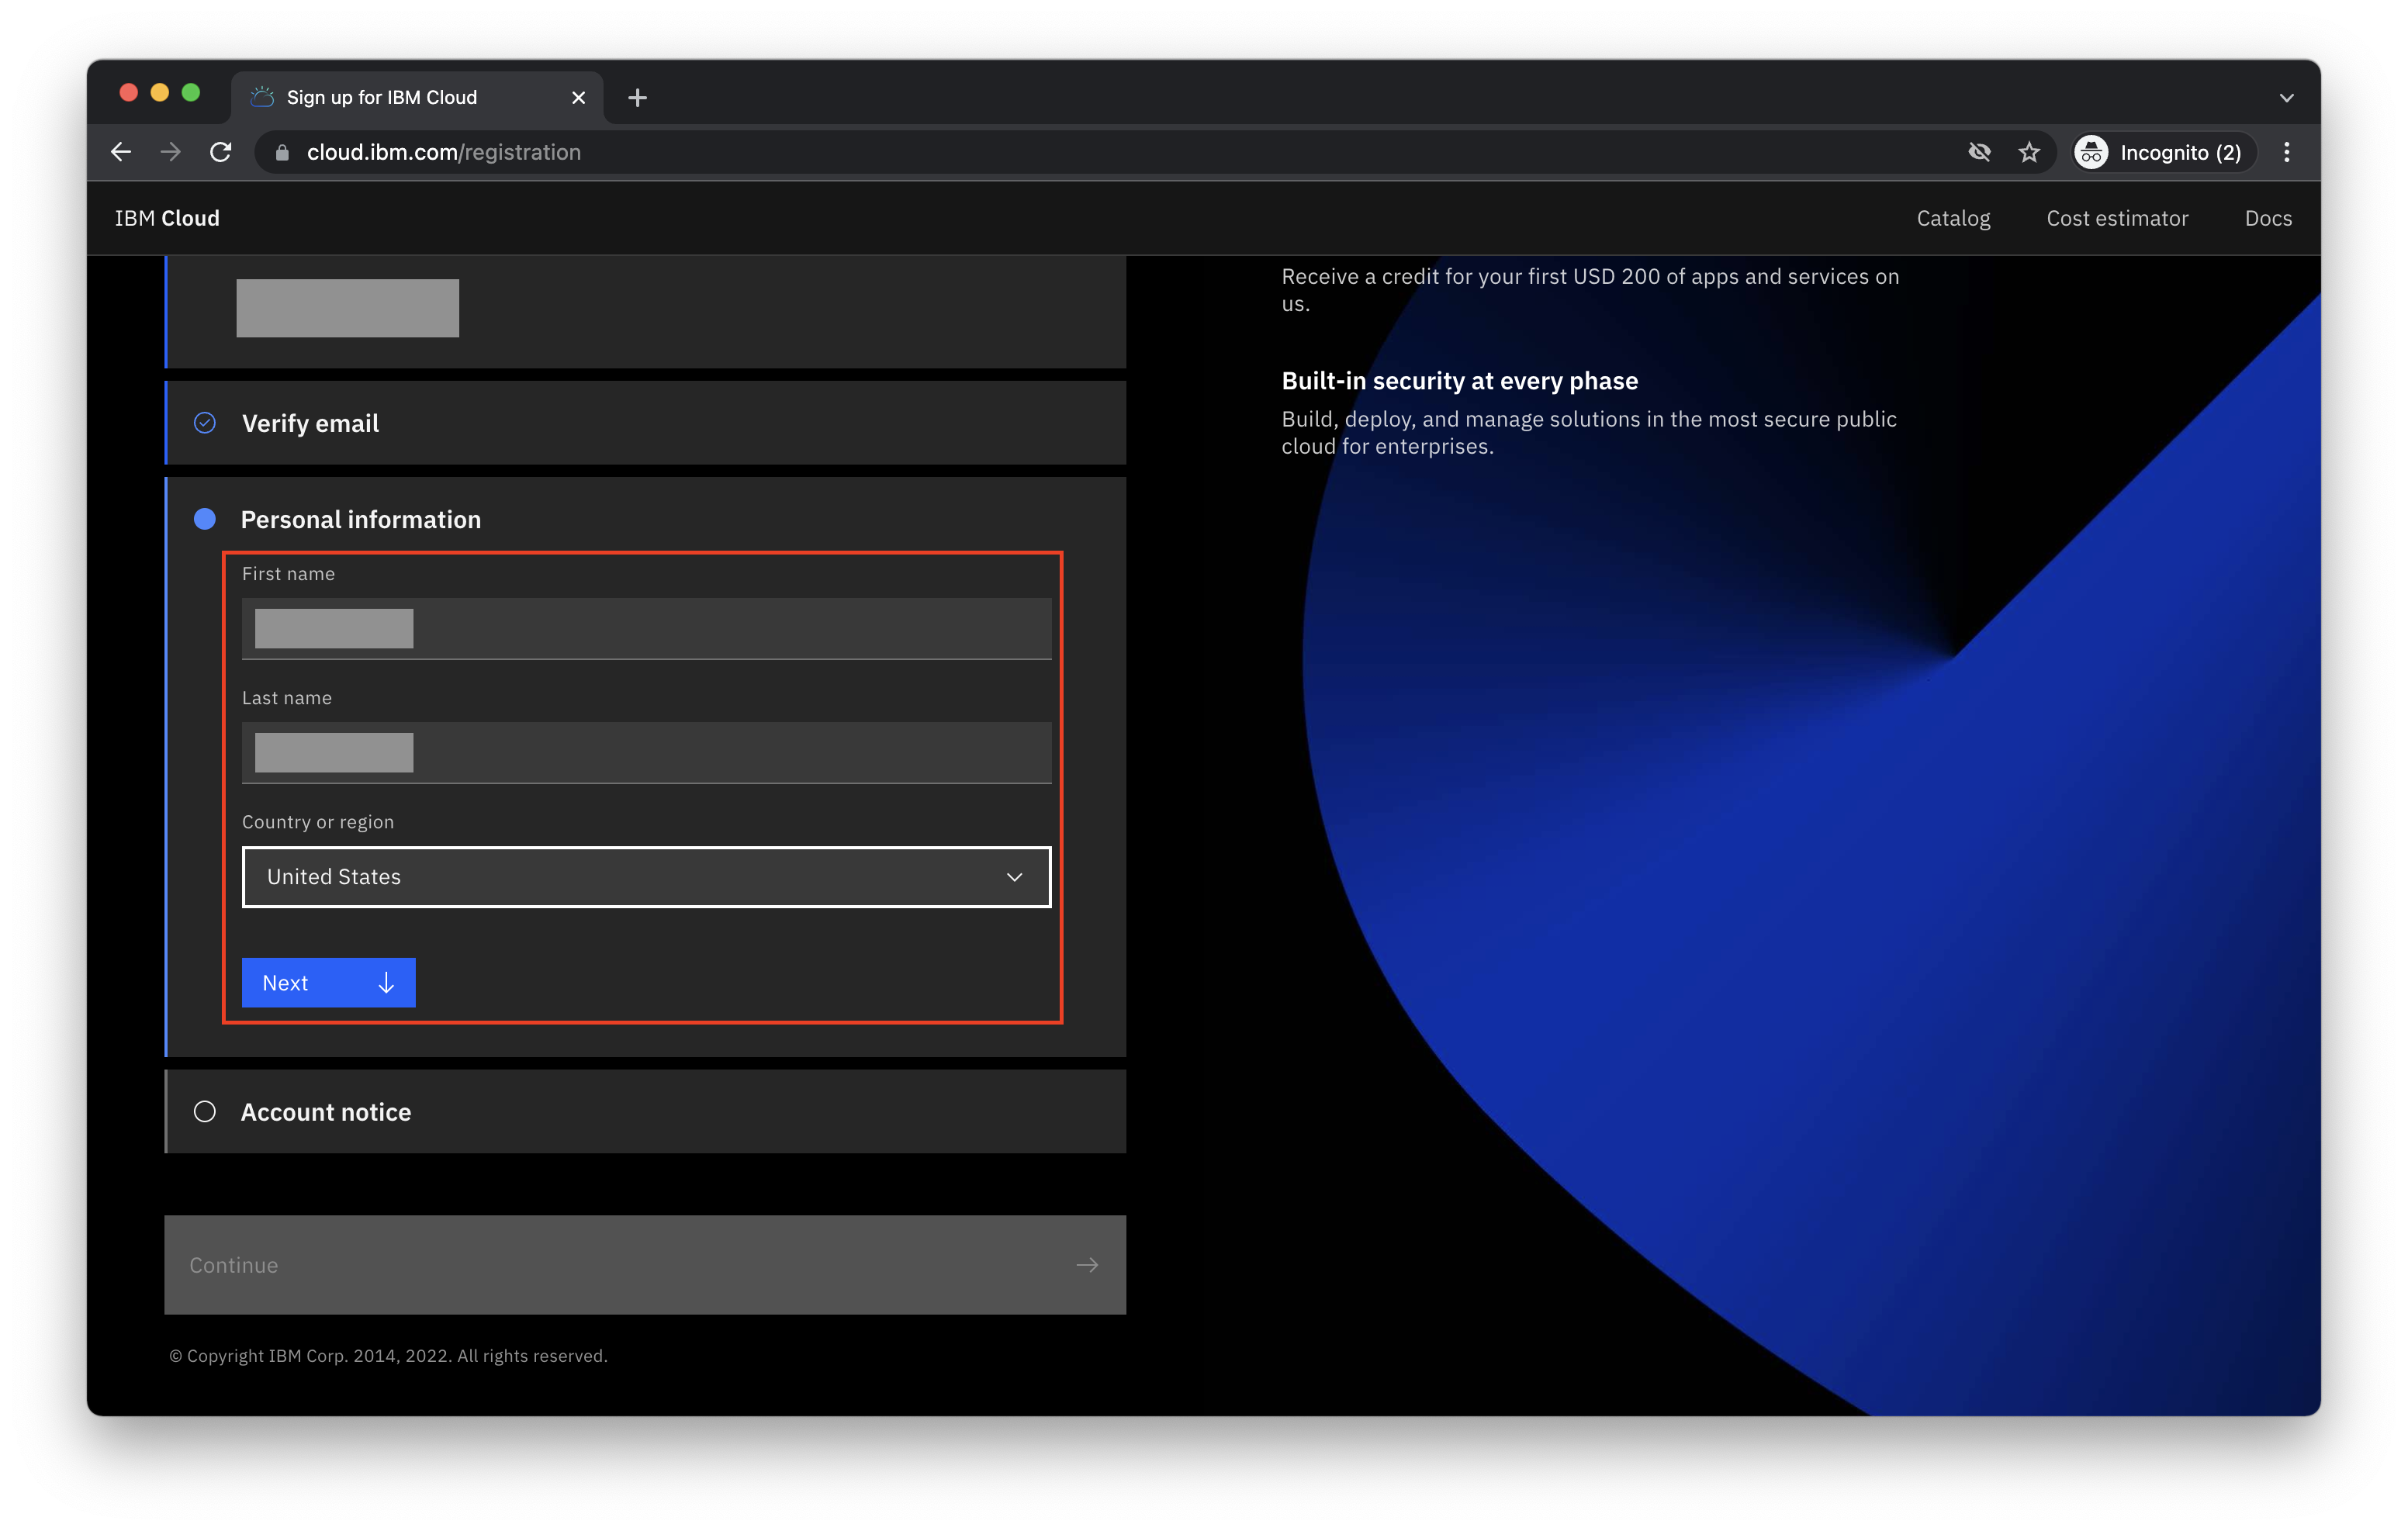 Sign up for IBM Cloud
cloud.ibm.com/registration
Incognito (2)
IBM Cloud
Catalog
Cost estimator
Docs
Verify email
Personal information
First name
Last name
Country or region
United States
Next
Account notice
Continue
© Copyright IBM Corp. 2014, 2022. All rights reserved.
Receive a credit for your first USD 200 of apps and services on
us.
Built-in security at every phase
Build, deploy, and manage solutions in the most secure public
cloud for enterprises.